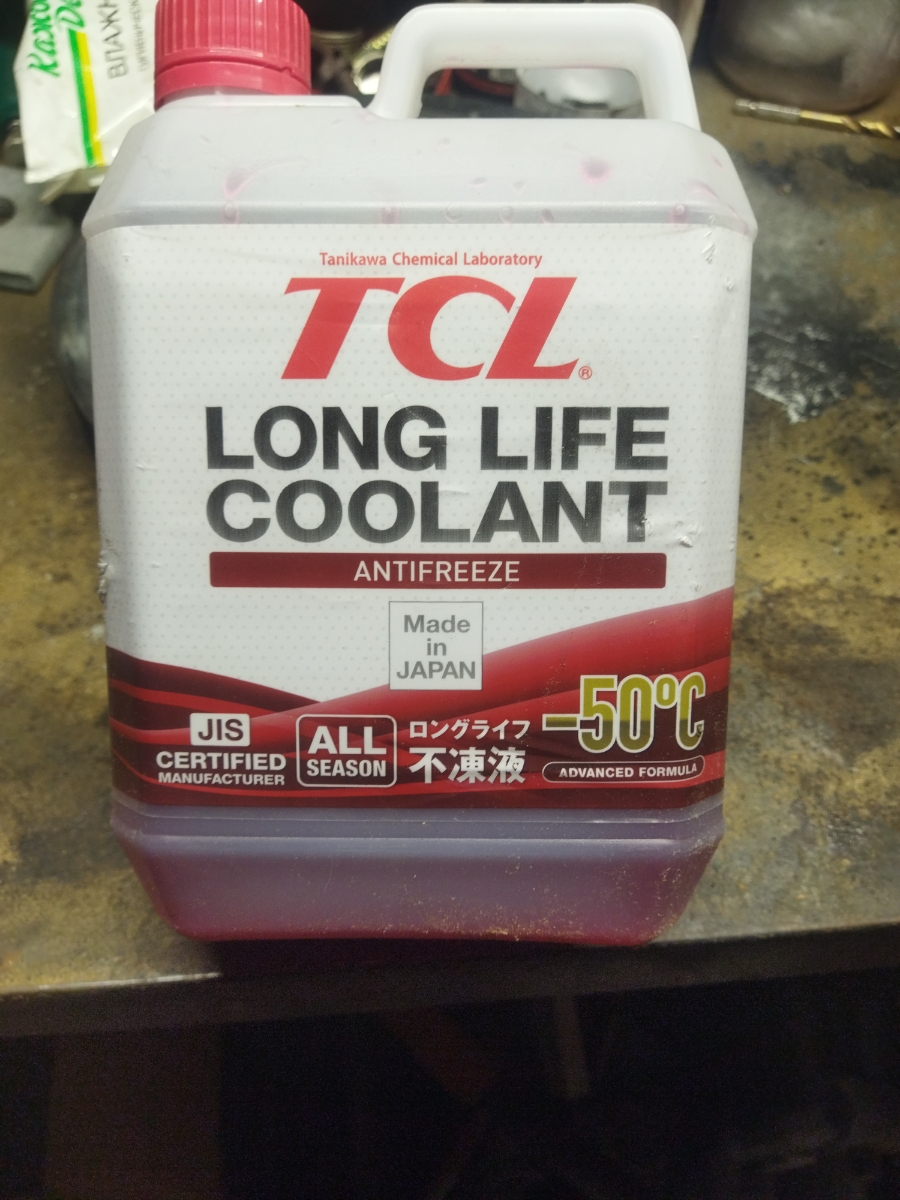 ВЛАЖН
Tanikawa Chemical Laboratory
TCL®
LONG LIFE
COOLANT
ANTIFREEZE
Made
in
JAPAN
JIS
CERTIFIED
MANUFACTURER
ALL
SEASON
ロングライフ
不凍液
-50°C
ADVANCED FORMULA